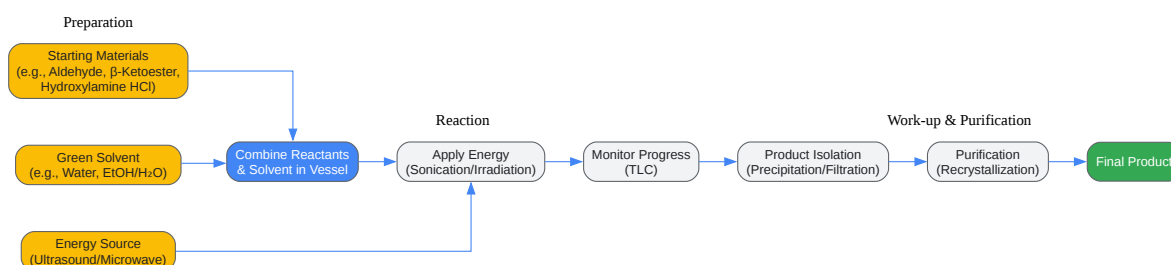 Preparation
Starting Materials
(e.g., Aldehyde, β-Ketoester,
Hydroxylamine HCl)
Green Solvent
(e.g., Water, EtOH/H₂O)
Energy Source
(Ultrasound/Microwave)
Combine Reactants
& Solvent in Vessel
Reaction
Apply Energy
(Sonication/Irradiation)
Monitor Progress
(TLC)
Work-up & Purification
Product Isolation
(Precipitation/Filtration)
Purification
(Recrystallization)
Final Product